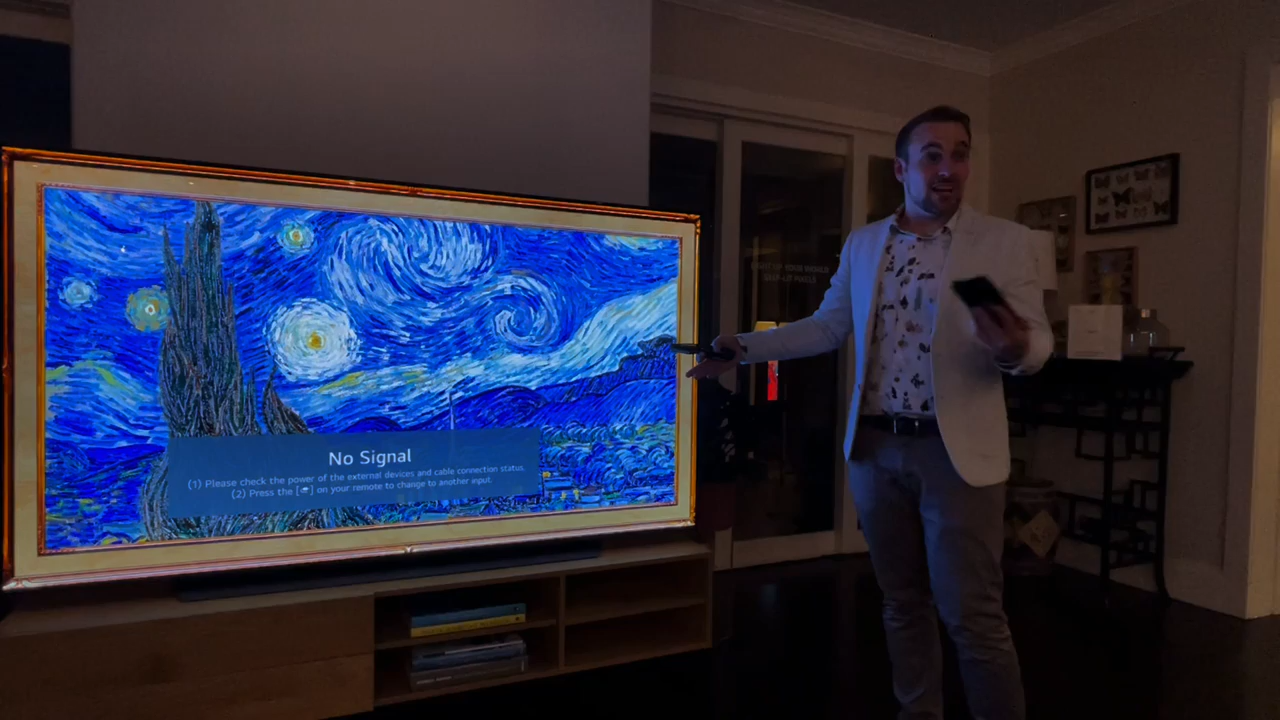 No Signal
(1) Please check the power of the external devices and cable connection status.
(2) Press the [⏎] on your remote to change to another input.